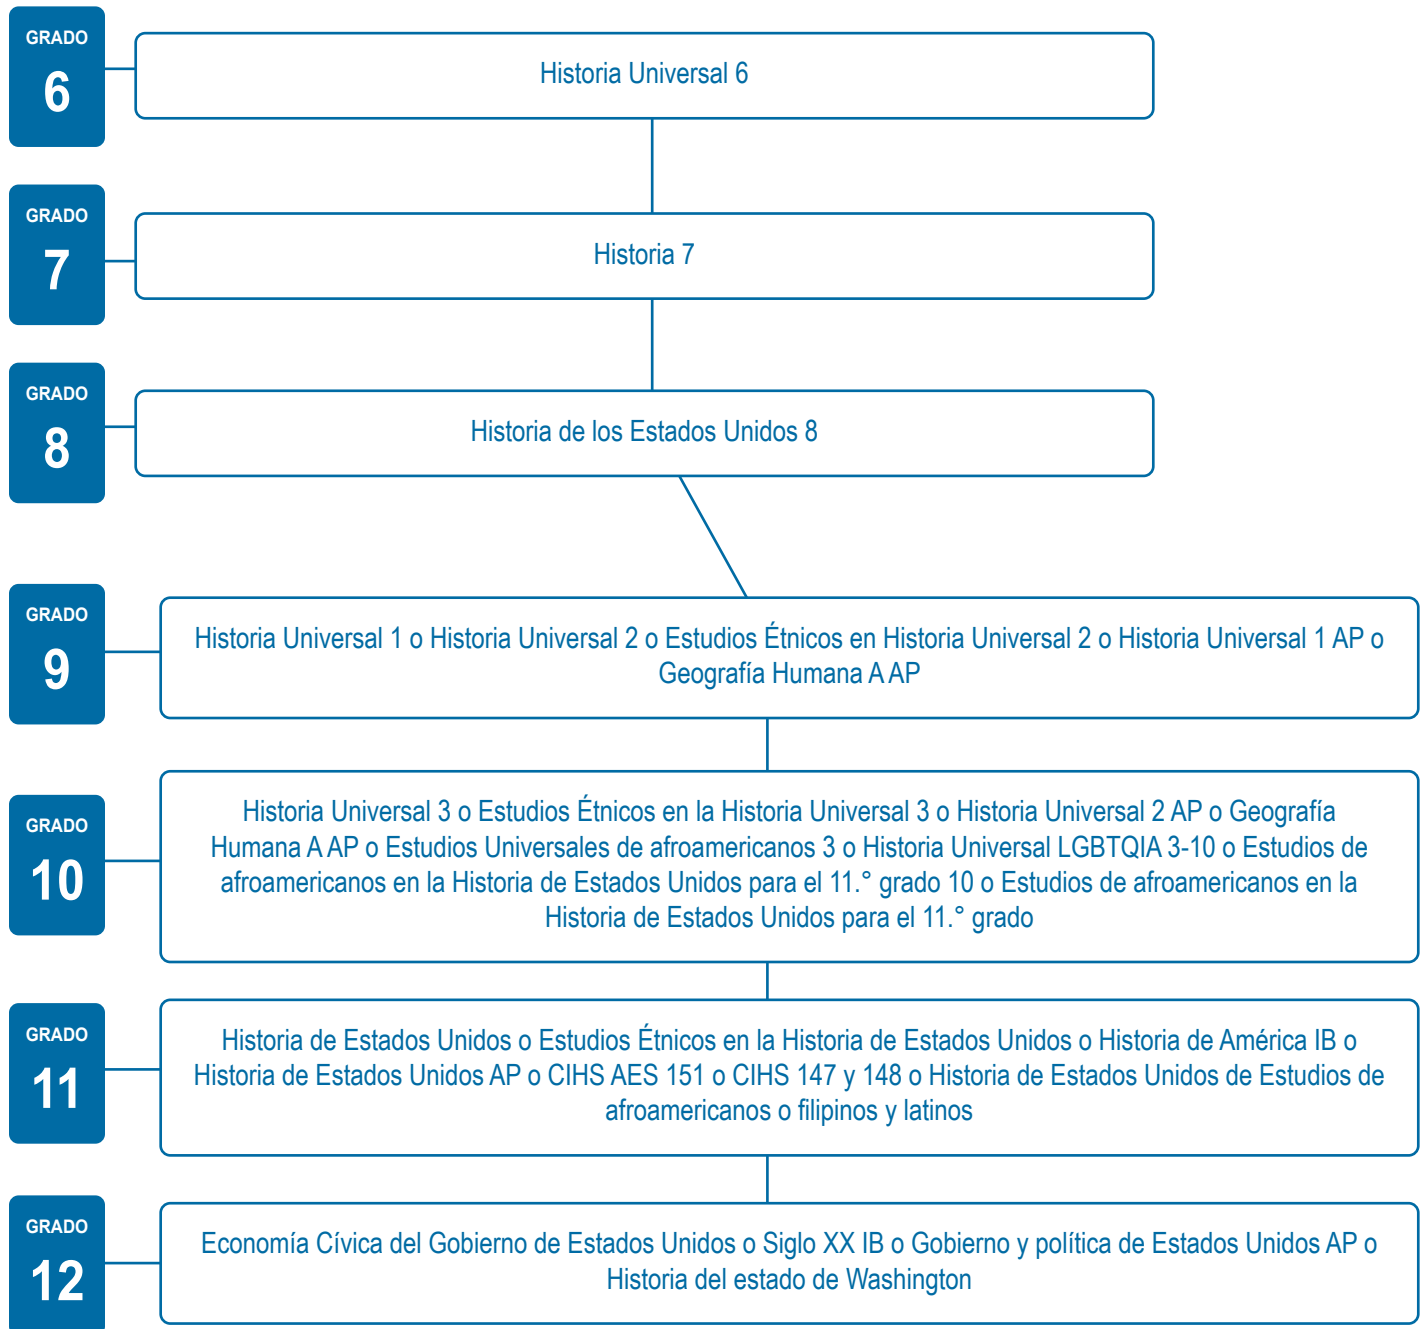 GRADO
6
Historia Universal 6
GRADO
7
Historia 7
GRADO
8
Historia de los Estados Unidos 8
GRADO
9
Historia Universal 1 o Historia Universal 2 o Estudios Étnicos en Historia Universal 2 o Historia Universal 1 AP o
Geografía Humana A AP
GRADO
10
Historia Universal 3 o Estudios Étnicos en la Historia Universal 3 o Historia Universal 2 AP o Geografía
Humana A AP o Estudios Universales de afroamericanos 3 o Historia Universal LGBTQIA 3-10 o Estudios de
afroamericanos en la Historia de Estados Unidos para el 11.° grado 10 o Estudios de afroamericanos en la
Historia de Estados Unidos para el 11.° grado
GRADO
11
Historia de Estados Unidos o Estudios Étnicos en la Historia de Estados Unidos o Historia de América IB o
Historia de Estados Unidos AP o CIHS AES 151 o CIHS 147 y 148 o Historia de Estados Unidos de Estudios de
afroamericanos o filipinos y latinos
GRADO
12
Economía Cívica del Gobierno de Estados Unidos o Siglo XX IB o Gobierno y política de Estados Unidos AP o
Historia del estado de Washington